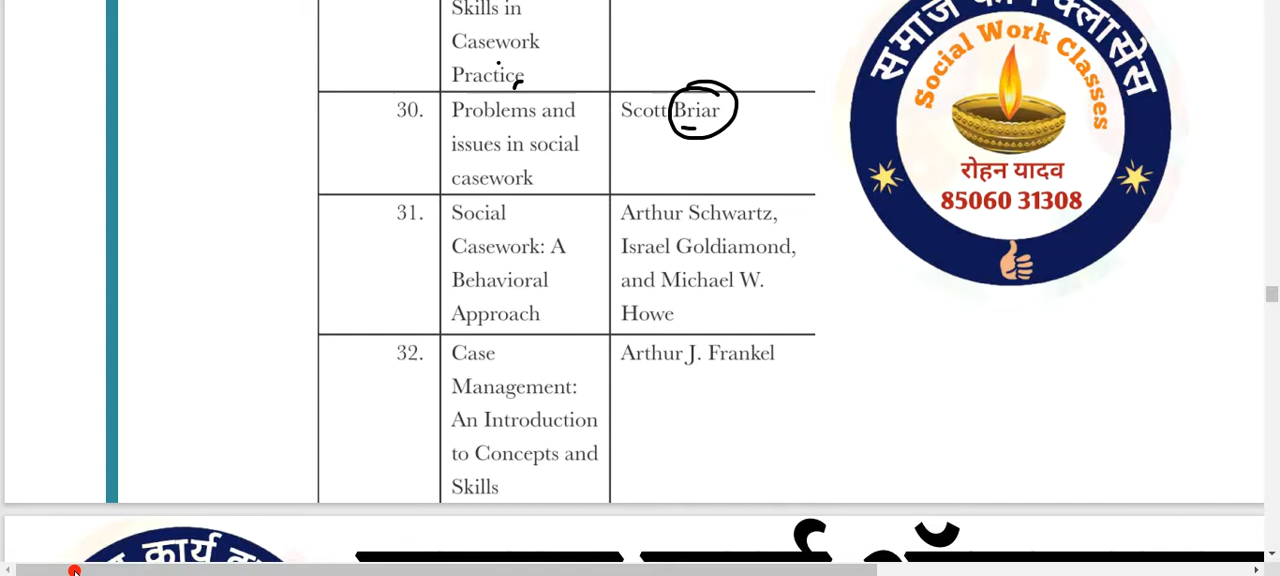 Skills in
Casework
Practice
30. Problems and Scott Briar
issues in social
casework
31. Social Arthur Schwartz,
Casework: A Israel Goldiamond,
Behavioral and Michael W.
Approach Howe
32. Case Arthur J. Frankel
Management:
An Introduction
to Concepts and
Skills
समाज कार्य क्लासेस
Social Work Classes
रोहन यादव
85060 31308
कार्य